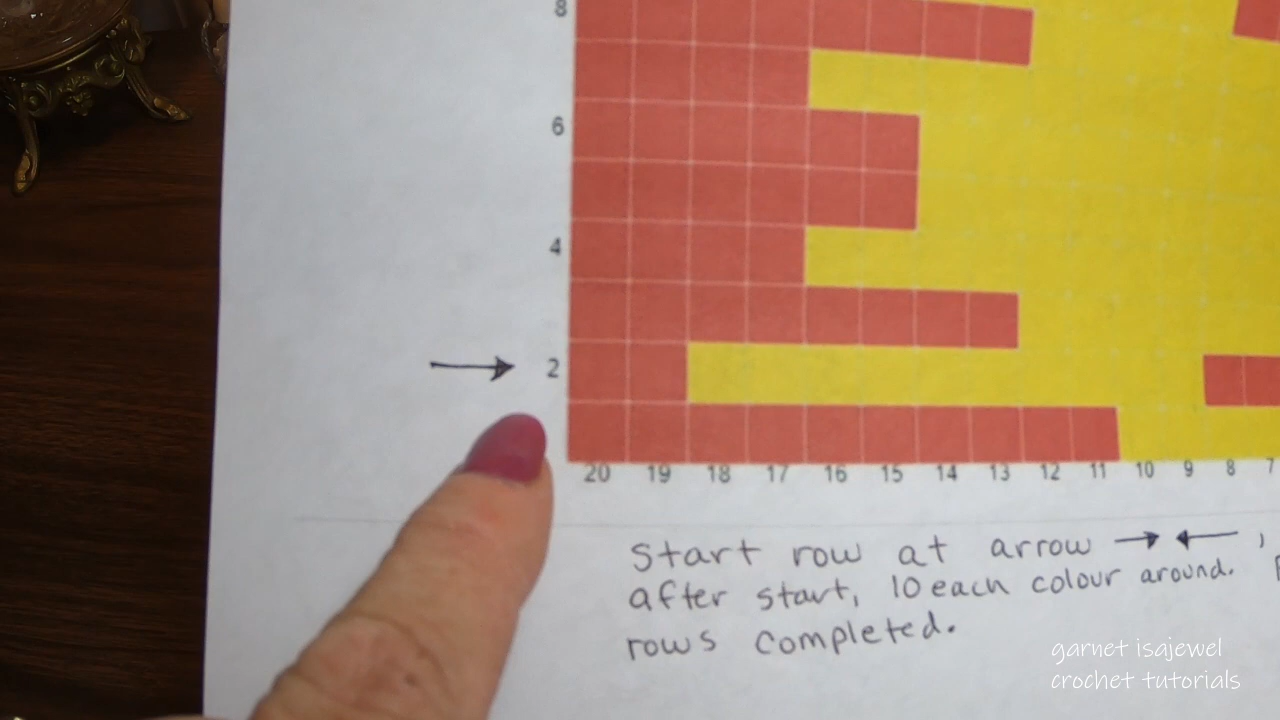 8
6
4
2
20 19 18 17 16 15 14 13 12 11 10 9 8 7
Start row at arrow → ←,
after start, 10 each colour around.
rows completed.
garnet isajewel
crochet tutorials